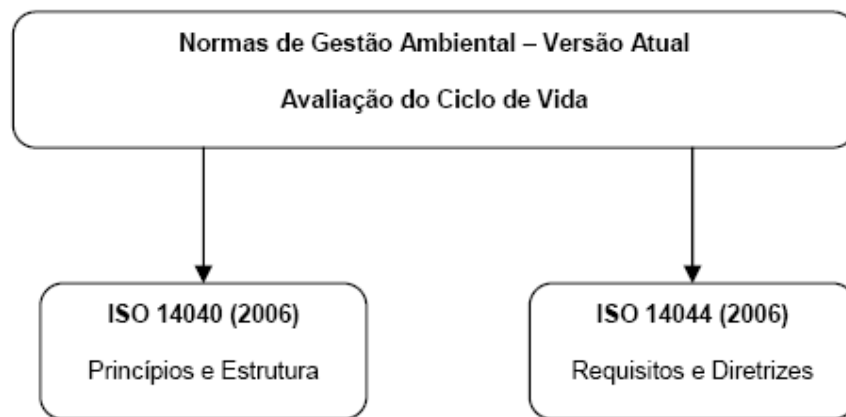 Normas de Gestão Ambiental – Versão Atual
Avaliação do Ciclo de Vida
ISO 14040 (2006)
Princípios e Estrutura
ISO 14044 (2006)
Requisitos e Diretrizes